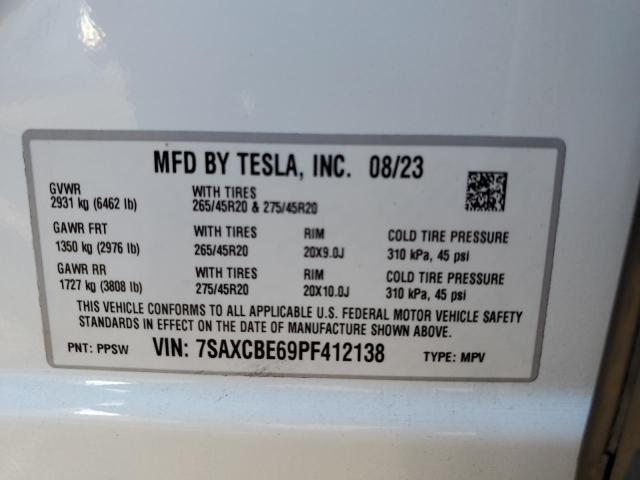 MFD BY TESLA, INC. 08/23
GVWR
2931 kg (6462 lb)
WITH TIRES
265/45R20 & 275/45R20
GAWR FRT
1350 kg (2976 lb)
WITH TIRES
265/45R20
RIM
20X9.0J
COLD TIRE PRESSURE
310 kPa, 45 psi
GAWR RR
1727 kg (3808 lb)
WITH TIRES
275/45R20
RIM
20X10.0J
COLD TIRE PRESSURE
310 kPa, 45 psi
THIS VEHICLE CONFORMS TO ALL APPLICABLE U.S. FEDERAL MOTOR VEHICLE SAFETY
STANDARDS IN EFFECT ON THE DATE OF MANUFACTURE SHOWN ABOVE.
PNT: PPSW VIN: 7SAXCBE69PF412138 TYPE: MPV